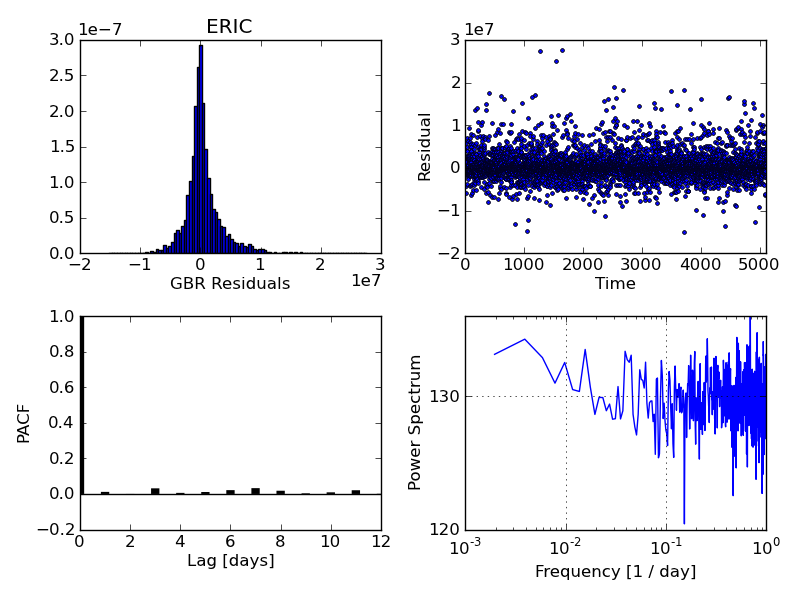 ERIC
1e−7
3.0
2.5
2.0
1.5
1.0
0.5
0.0
−2 −1 0 1 2 3
GBR Residuals
1e7
1e7
3
2
1
0
−1
−2
Residual
0 1000 2000 3000 4000 5000
Time
1.0
0.8
0.6
0.4
0.2
0.0
−0.2
PACF
0 2 4 6 8 10 12
Lag [days]
130
120
Power Spectrum
10^-3 10^-2 10^-1 10^0
Frequency [1 / day]